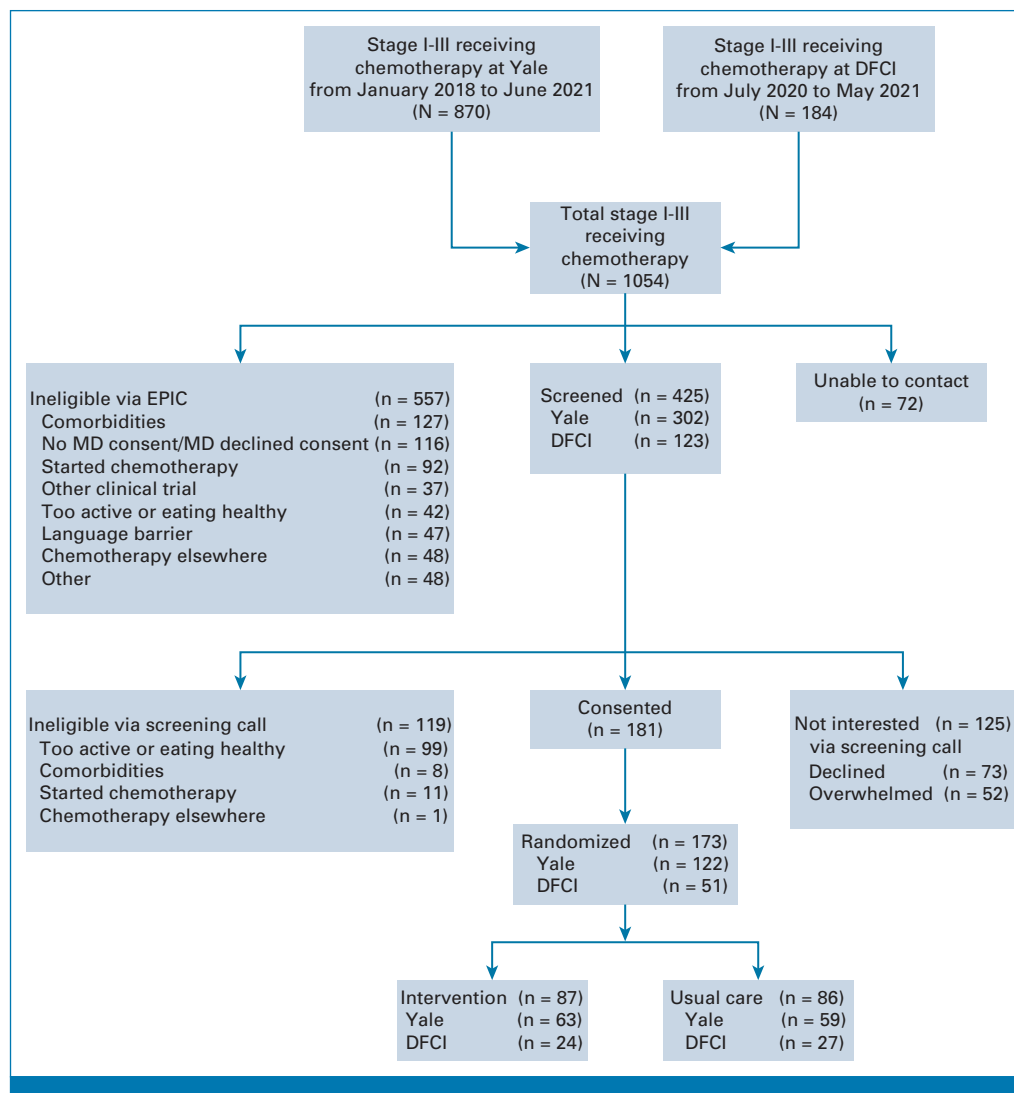 Stage I-III receiving
chemotherapy at Yale
from January 2018 to June 2021
(N = 870)
Stage I-III receiving
chemotherapy at DFCI
from July 2020 to May 2021
(N = 184)
Total stage I-III
receiving
chemotherapy
(N = 1054)
Ineligible via EPIC (n = 557)
Comorbidities (n = 127)
No MD consent/MD declined consent (n = 116)
Started chemotherapy (n = 92)
Other clinical trial (n = 37)
Too active or eating healthy (n = 42)
Language barrier (n = 47)
Chemotherapy elsewhere (n = 48)
Other (n = 48)
Screened (n = 425)
Yale (n = 302)
DFCI (n = 123)
Unable to contact
(n = 72)
Ineligible via screening call (n = 119)
Too active or eating healthy (n = 99)
Comorbidities (n = 8)
Started chemotherapy (n = 11)
Chemotherapy elsewhere (n = 1)
Consented
(n = 181)
Not interested (n = 125)
via screening call
Declined (n = 73)
Overwhelmed (n = 52)
Randomized (n = 173)
Yale (n = 122)
DFCI (n = 51)
Intervention (n = 87)
Yale (n = 63)
DFCI (n = 24)
Usual care (n = 86)
Yale (n = 59)
DFCI (n = 27)